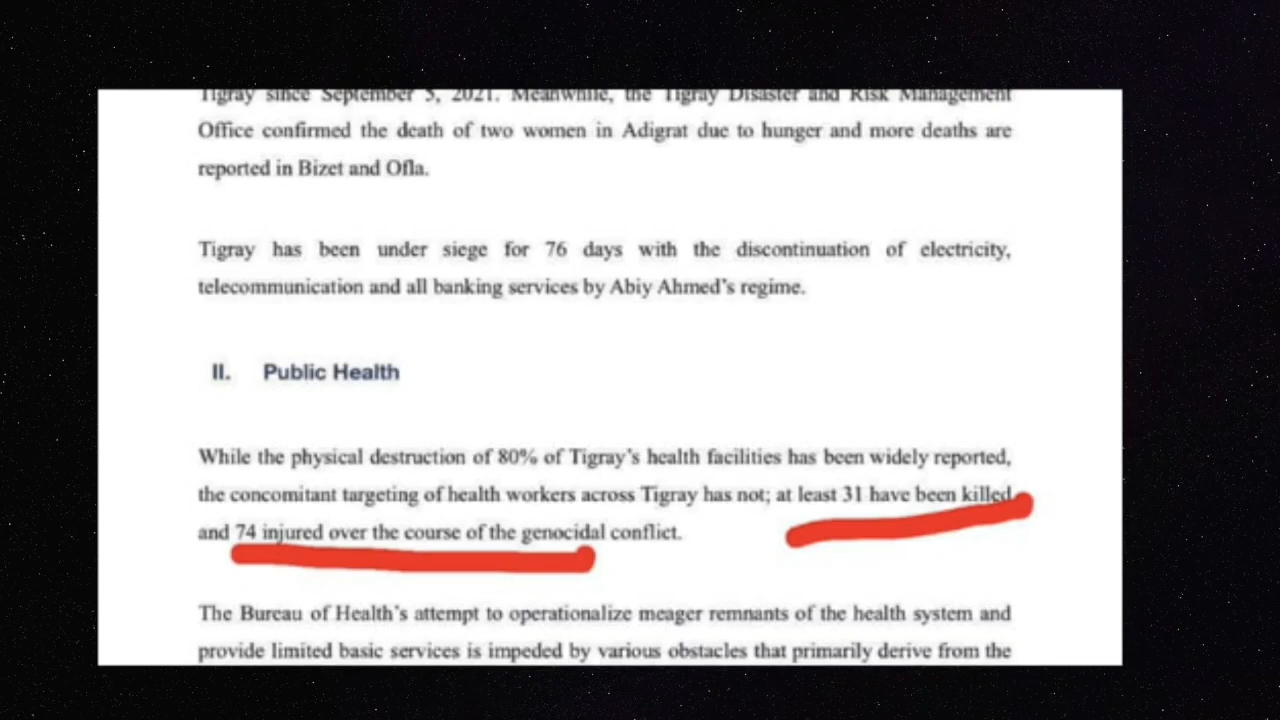 Tigray since September 5, 2021. Meanwhile, the Tigray Disaster and Risk Management
Office confirmed the death of two women in Adigrat due to hunger and more deaths are
reported in Bizet and Ofla.
Tigray has been under siege for 76 days with the discontinuation of electricity,
telecommunication and all banking services by Abiy Ahmed’s regime.
II. Public Health
While the physical destruction of 80% of Tigray’s health facilities has been widely reported,
the concomitant targeting of health workers across Tigray has not; at least 31 have been killed
and 74 injured over the course of the genocidal conflict.
The Bureau of Health’s attempt to operationalize meager remnants of the health system and
provide limited basic services is impeded by various obstacles that primarily derive from the